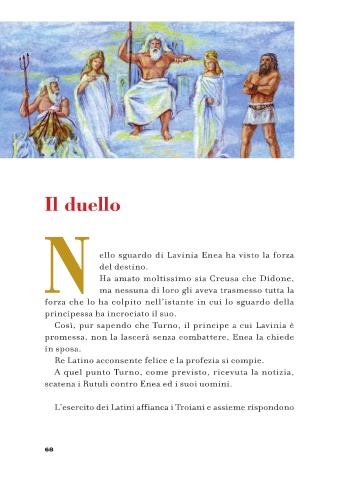 Il duello
Nello sguardo di Lavinia Enea ha visto la forza
del destino.
Ha amato moltissimo sia Creusa che Didone,
ma nessuna di loro gli aveva trasmesso tutta la
forza che lo ha colpito nell'istante in cui lo sguardo della
principessa ha incrociato il suo.
Così, pur sapendo che Turno, il principe a cui Lavinia è
promessa, non la lascerà senza combattere, Enea la chiede
in sposa.
Re Latino acconsente felice e la profezia si compie.
A quel punto Turno, come previsto, ricevuta la notizia,
scatena i Rutuli contro Enea ed i suoi uomini.
L'esercito dei Latini affianca i Troiani e assieme rispondono
68